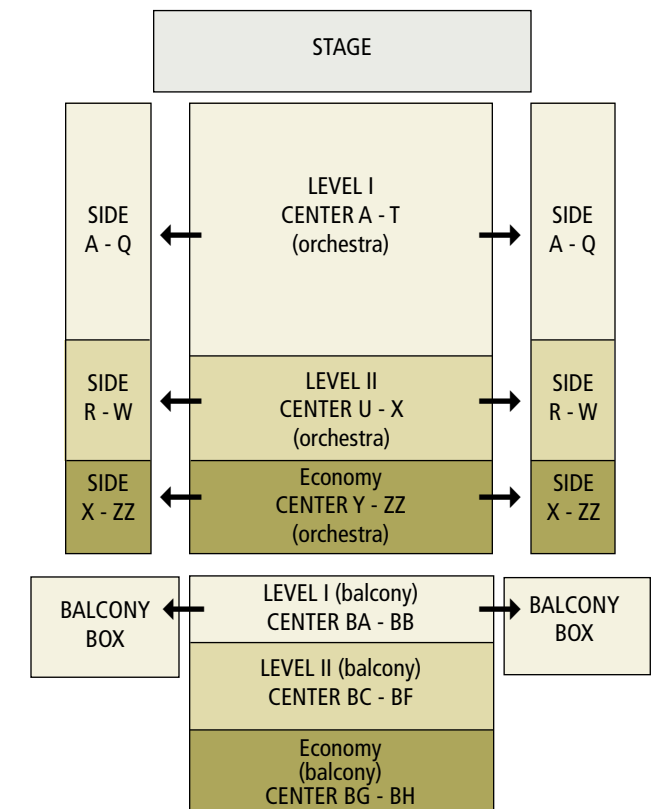 STAGE
SIDE
A - Q
LEVEL I
CENTER A - T
(orchestra)
SIDE
A - Q
SIDE
R - W
LEVEL II
CENTER U - X
(orchestra)
SIDE
R - W
SIDE
X - ZZ
Economy
CENTER Y - ZZ
(orchestra)
SIDE
X - ZZ
BALCONY
BOX
LEVEL I (balcony)
CENTER BA - BB
BALCONY
BOX
LEVEL II (balcony)
CENTER BC - BF
Economy
(balcony)
CENTER BG - BH